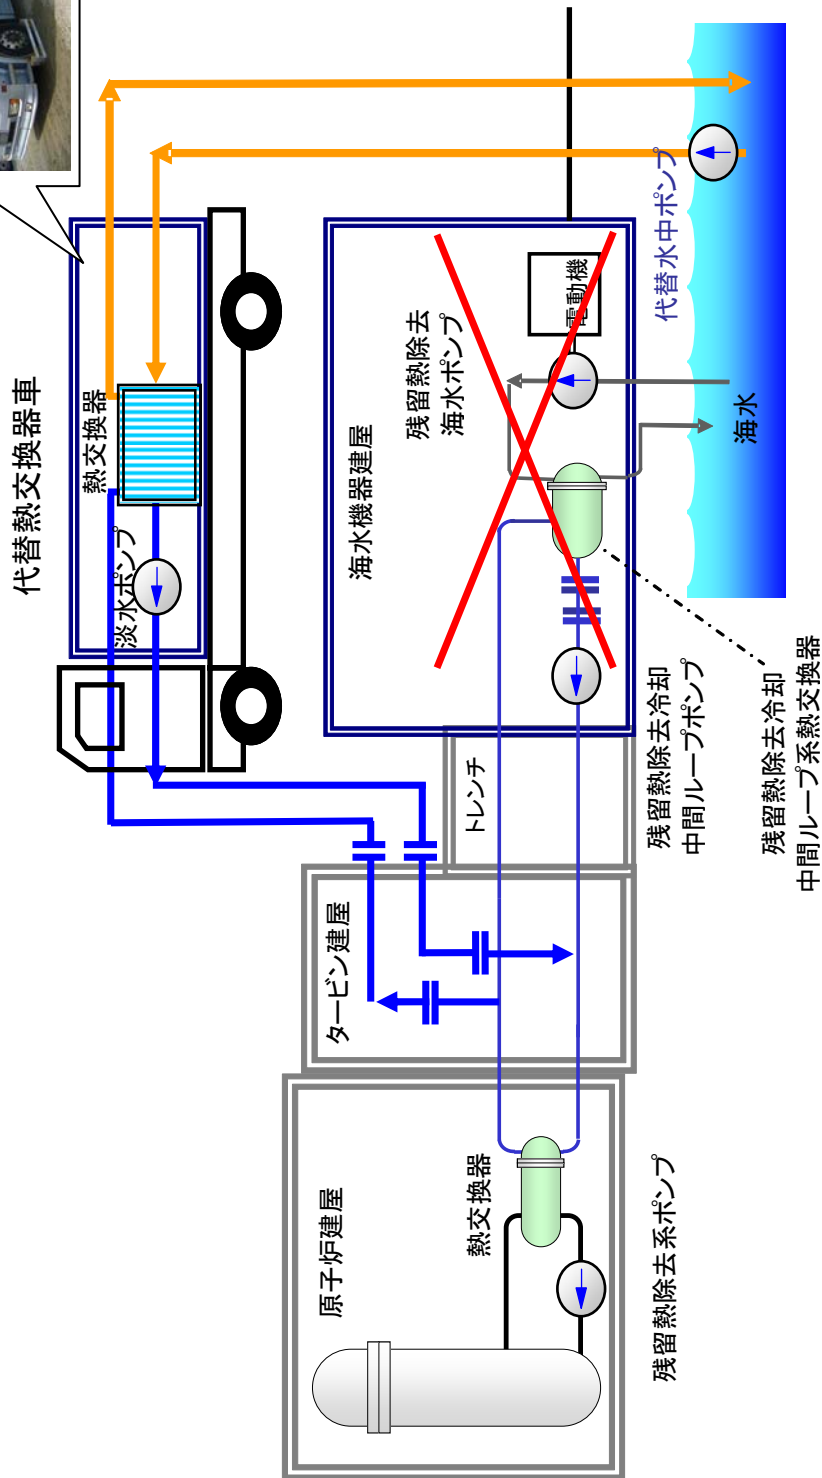 代替熱交換器車
熱交換器
淡水ポンプ
海水機器建屋
残留熱除去
海水ポンプ
電動機
代替水中ポンプ
海水
残留熱除去冷却
中間ループポンプ
残留熱除去冷却
中間ループ系熱交換器
トレンチ
タービン建屋
原子炉建屋
熱交換器
残留熱除去系ポンプ